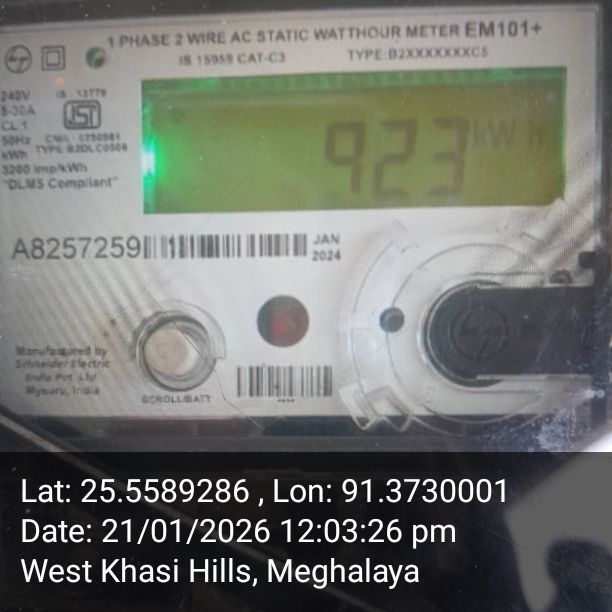 1 PHASE 2 WIRE AC STATIC WATTHOUR METER EM101+
IS 15959 CAT-C3 TYPE:B2XXXXXXXC5
240V IS 13779
5-30A
CL 1
50Hz
kWh
3200 imp/kWh
"DLMS Compliant"
923 kWh
A8257259
JAN
2024
Manufactured by
Schneider Electric
India Pvt. Ltd.
Mysuru, India
SCROLL/BATT
Lat: 25.5589286 , Lon: 91.3730001
Date: 21/01/2026 12:03:26 pm
West Khasi Hills, Meghalaya